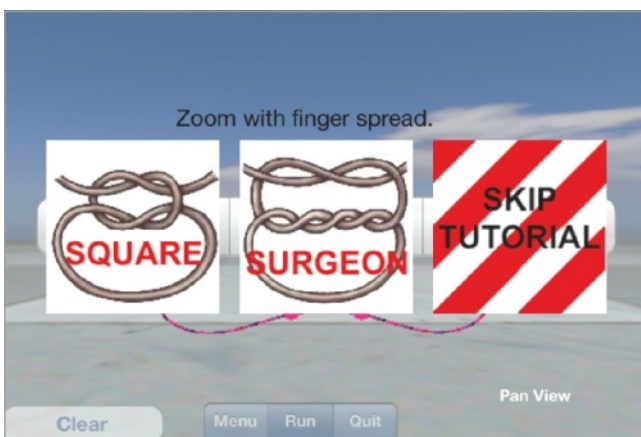 Zoom with finger spread.
SQUARE
SURGEON
SKIP
TUTORIAL
Pan View
Clear
Menu
Run
Quit